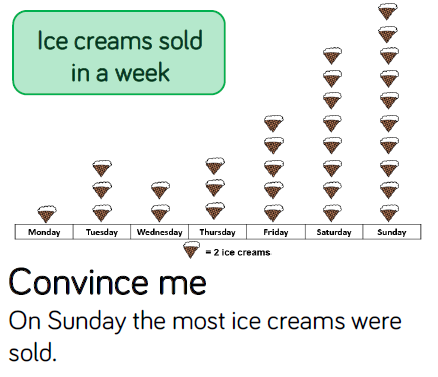 Ice creams sold
in a week
Monday Tuesday Wednesday Thursday Friday Saturday Sunday
= 2 ice creams
Convince me
On Sunday the most ice creams were
sold.